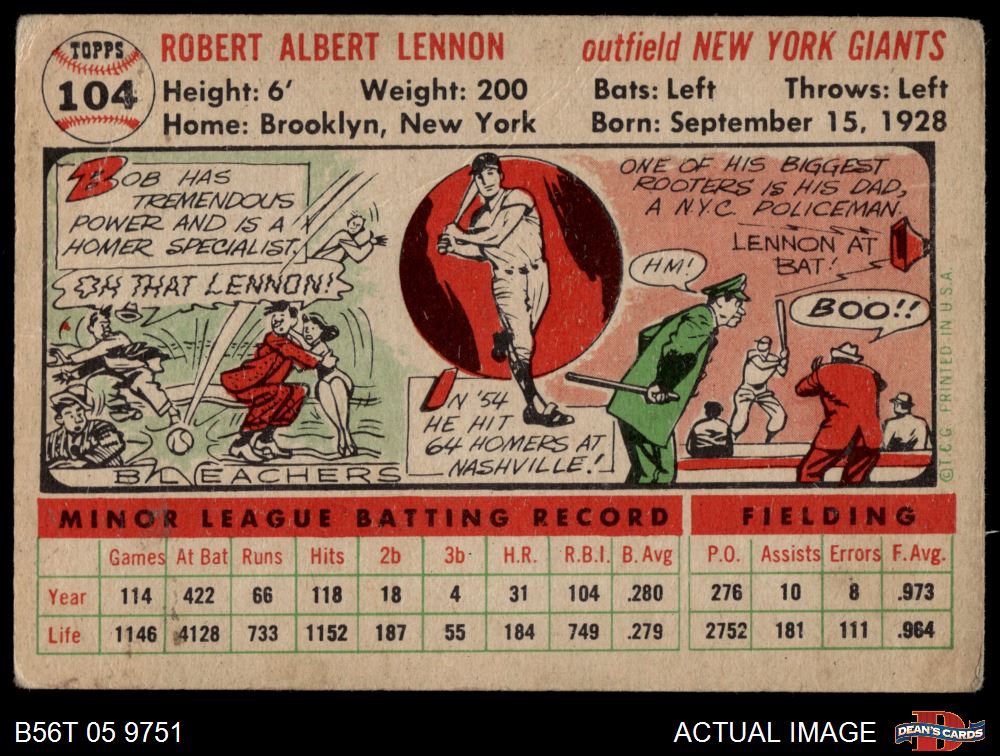 TOPPS
104
ROBERT ALBERT LENNON
outfield NEW YORK GIANTS
Height: 6' Weight: 200 Bats: Left Throws: Left
Home: Brooklyn, New York Born: September 15, 1928
BOB HAS
TREMENDOUS
POWER AND IS A
HOMER SPECIALIST.
OH THAT LENNON!
BLEACHERS
IN '54
HE HIT
64 HOMERS AT
NASHVILLE!
ONE OF HIS BIGGEST
ROOTERS IS HIS DAD,
A N.Y.C. POLICEMAN.
LENNON AT
BAT!
HM!
BOO!!
© T.C.G. PRINTED IN U.S.A.
MINOR LEAGUE BATTING RECORD FIELDING
Games At Bat Runs Hits 2b 3b H.R. R.B.I. B. Avg P.O. Assists Errors F. Avg.
Year 114 422 66 118 18 4 31 104 .280 276 10 8 .973
Life 1146 4128 733 1152 187 55 184 749 .279 2752 181 111 .964
B56T 05 9751
ACTUAL IMAGE
DEAN'S CARDS